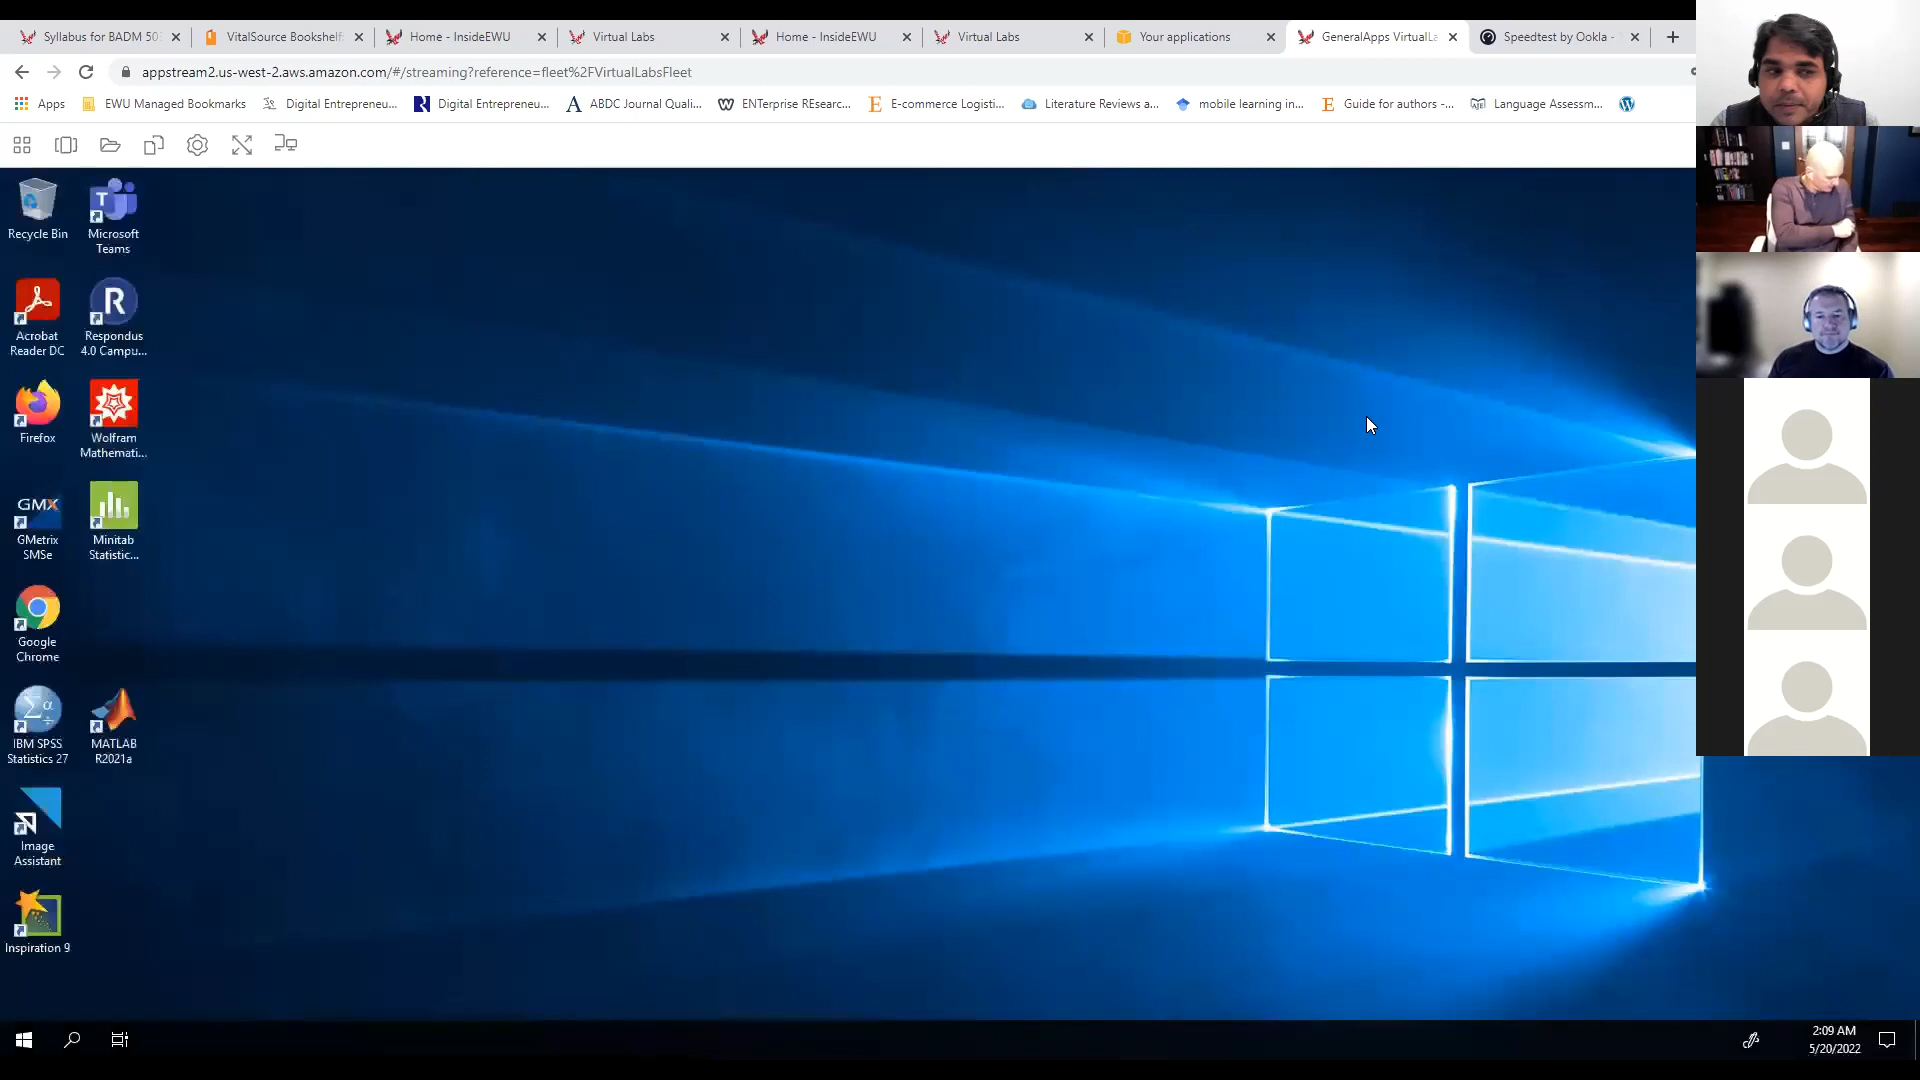 Syllabus for BADM 50
VitalSource Bookshelf:
Home - InsideEWU
Virtual Labs
Home - InsideEWU
Virtual Labs
Your applications
GeneralApps VirtualLa
Speedtest by Ookla -
appstream2.us-west-2.aws.amazon.com/#/streaming?reference=fleet%2FVirtualLabsFleet
Apps
EWU Managed Bookmarks
Digital Entrepreneu...
Digital Entrepreneu...
ABDC Journal Quali...
ENTerprise REsearc...
E-commerce Logisti...
Literature Reviews a...
mobile learning in...
Guide for authors -...
Language Assessm...
Recycle Bin
Microsoft
Teams
Acrobat
Reader DC
Respondus
4.0 Campu...
Firefox
Wolfram
Mathemati...
GMX
GMetrix
SMSe
Minitab
Statistic...
Google
Chrome
IBM SPSS
Statistics 27
MATLAB
R2021a
Image
Assistant
Inspiration 9
2:09 AM
5/20/2022